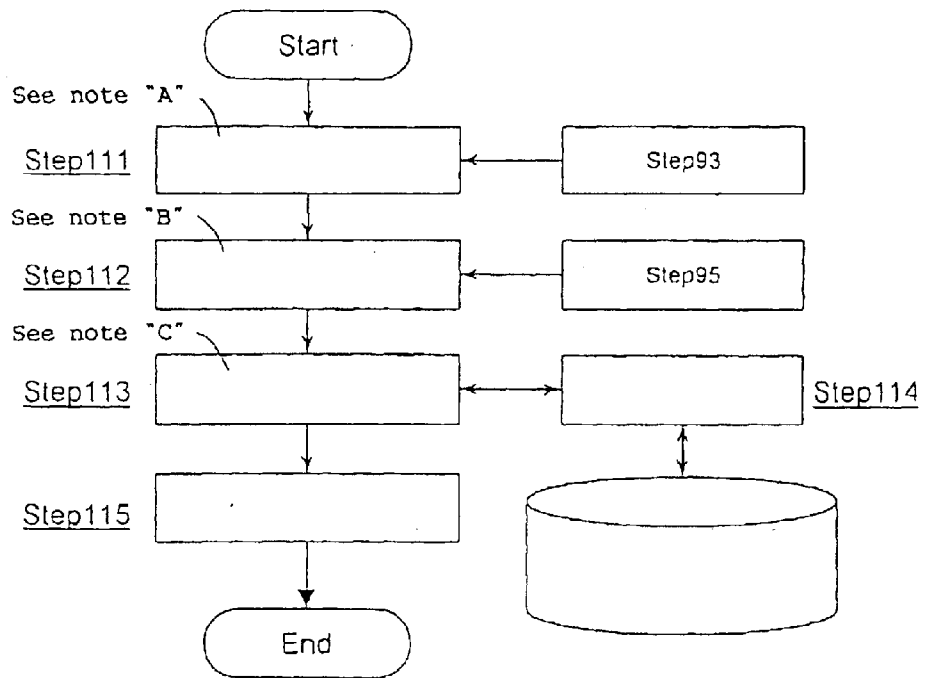 Start
See note "A"
Step111
Step93
See note "B"
Step112
Step95
See note "C"
Step113
Step114
Step115
End